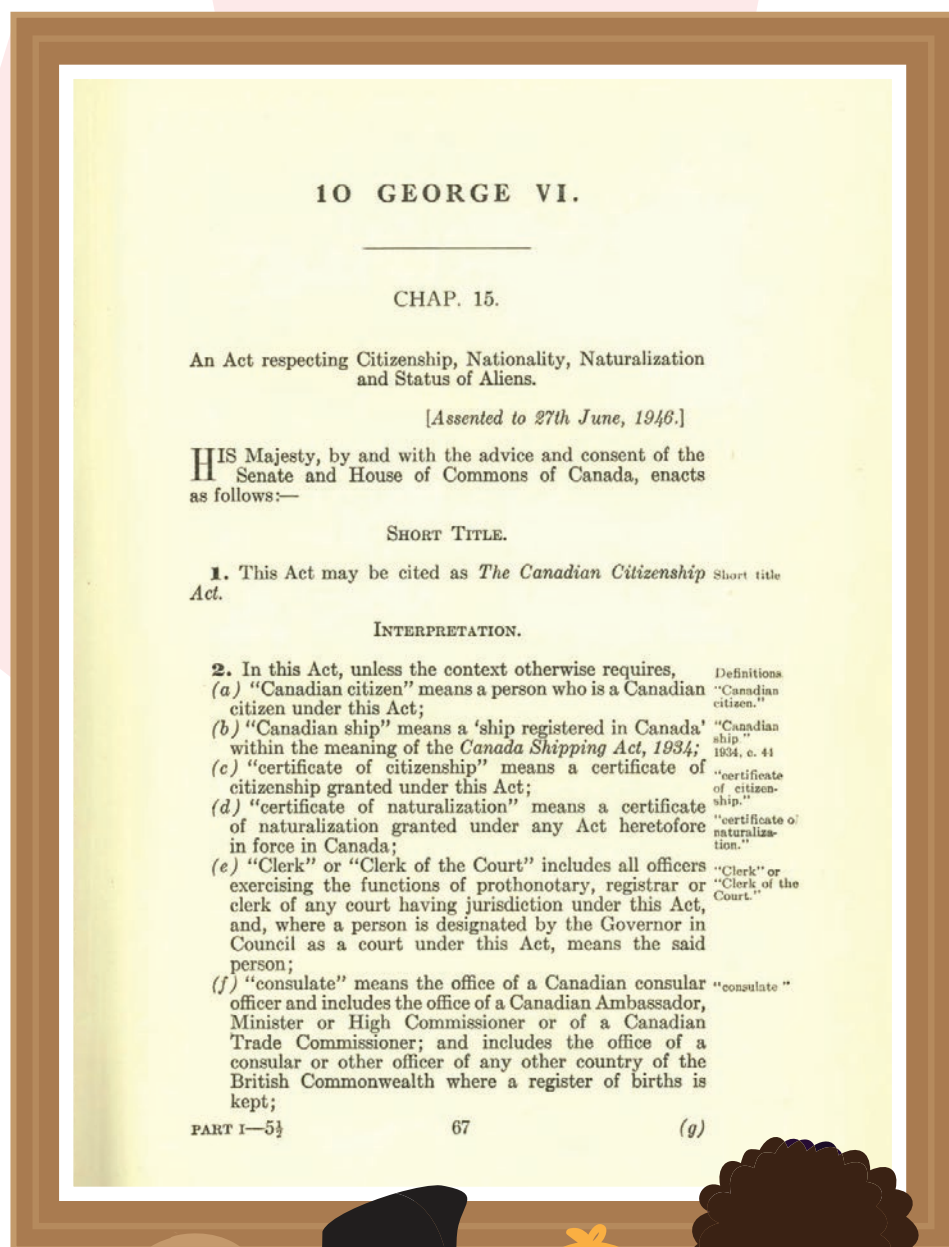 10 GEORGE VI.
CHAP. 15.
An Act respecting Citizenship, Nationality, Naturalization
and Status of Aliens.
[Assented to 27th June, 1946.]
HIS Majesty, by and with the advice and consent of the
Senate and House of Commons of Canada, enacts
as follows:—
SHORT TITLE.
1. This Act may be cited as The Canadian Citizenship Short title
Act.
INTERPRETATION.
2. In this Act, unless the context otherwise requires, Definitions
(a) “Canadian citizen” means a person who is a Canadian “Canadian
citizen under this Act; citizen.”
(b) “Canadian ship” means a ‘ship registered in Canada’ “Canadian
ship”
within the meaning of the Canada Shipping Act, 1934; 1934, c. 44
(c) “certificate of citizenship” means a certificate of “certificate
citizenship granted under this Act; of citizen-
ship.”
(d) “certificate of naturalization” means a certificate “certificate of
of naturalization granted under any Act heretofore naturaliza-
in force in Canada; tion.”
(e) “Clerk” or “Clerk of the Court” includes all officers “Clerk” or
exercising the functions of prothonotary, registrar or “Clerk of the
clerk of any court having jurisdiction under this Act, Court.”
and, where a person is designated by the Governor in
Council as a court under this Act, means the said
person;
(f) “consulate” means the office of a Canadian consular “consulate”
officer and includes the office of a Canadian Ambassador,
Minister or High Commissioner or of a Canadian
Trade Commissioner; and includes the office of a
consular or other officer of any other country of the
British Commonwealth where a register of births is
kept;
PART I—5½ 67 (g)